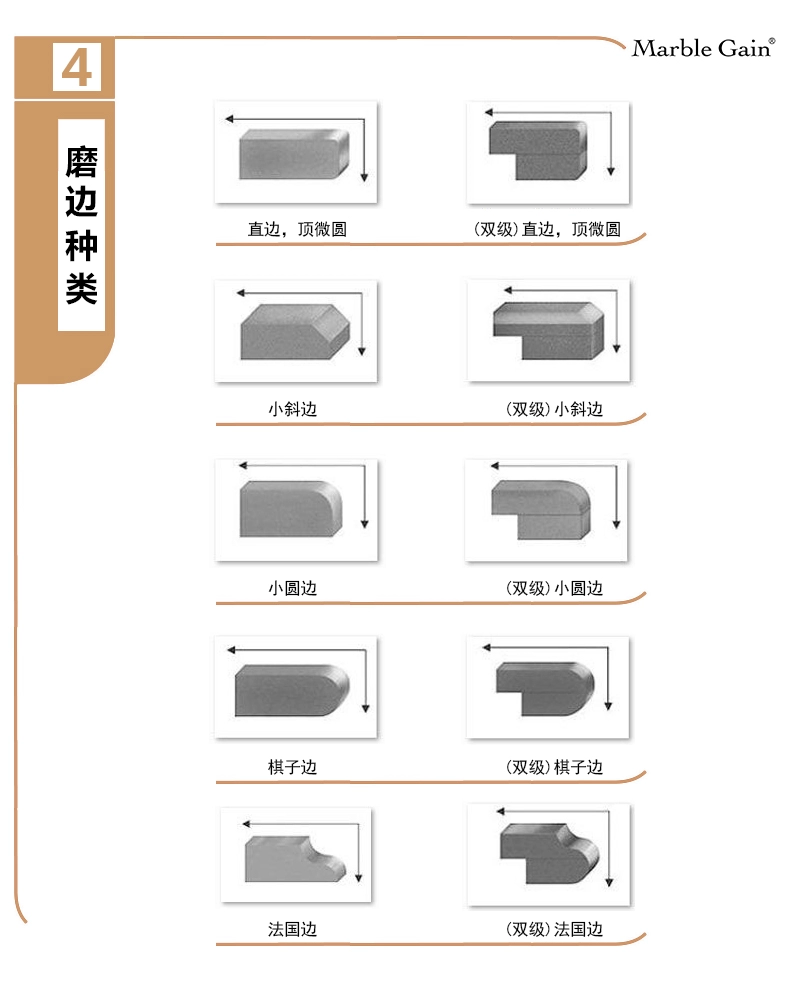 Marble Gain®
4
磨边种类
直边，顶微圆
(双级)直边，顶微圆
小斜边
(双级)小斜边
小圆边
(双级)小圆边
棋子边
(双级)棋子边
法国边
(双级)法国边